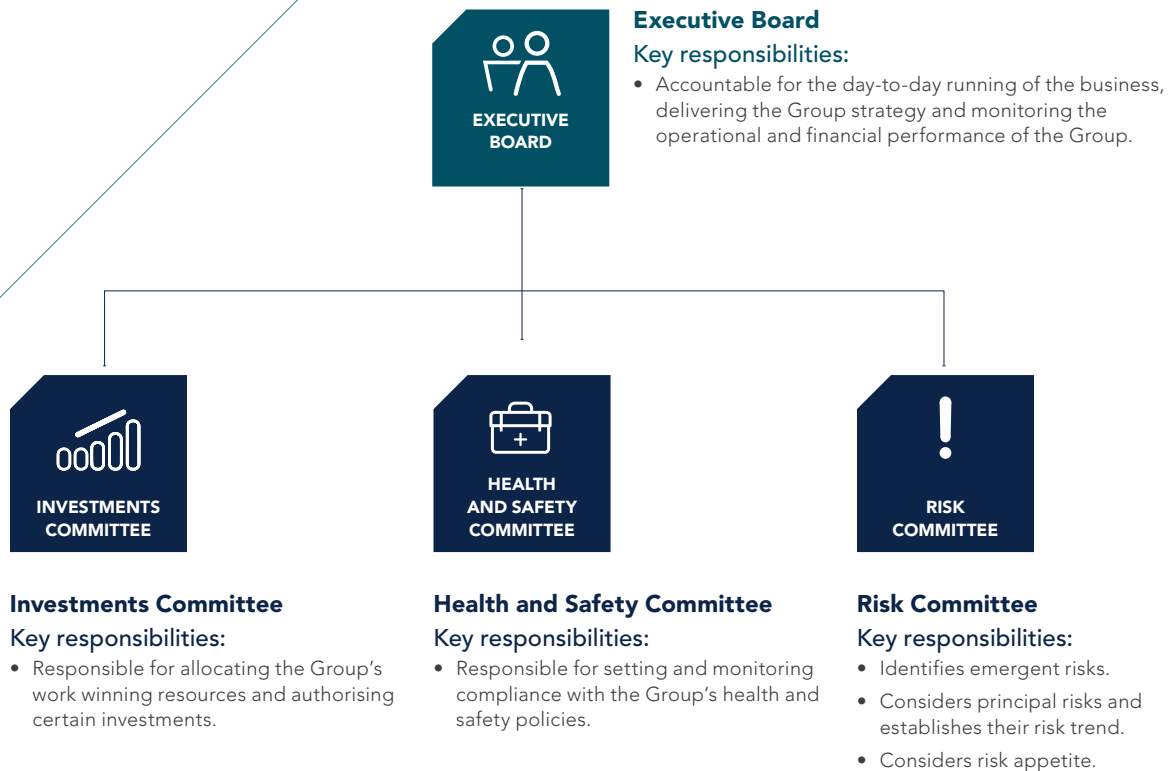 EXECUTIVE
BOARD
Executive Board
Key responsibilities:
• Accountable for the day-to-day running of the business,
delivering the Group strategy and monitoring the
operational and financial performance of the Group.
INVESTMENTS
COMMITTEE
Investments Committee
Key responsibilities:
• Responsible for allocating the Group’s
work winning resources and authorising
certain investments.
HEALTH
AND SAFETY
COMMITTEE
Health and Safety Committee
Key responsibilities:
• Responsible for setting and monitoring
compliance with the Group’s health and
safety policies.
RISK
COMMITTEE
Risk Committee
Key responsibilities:
• Identifies emergent risks.
• Considers principal risks and
establishes their risk trend.
• Considers risk appetite.